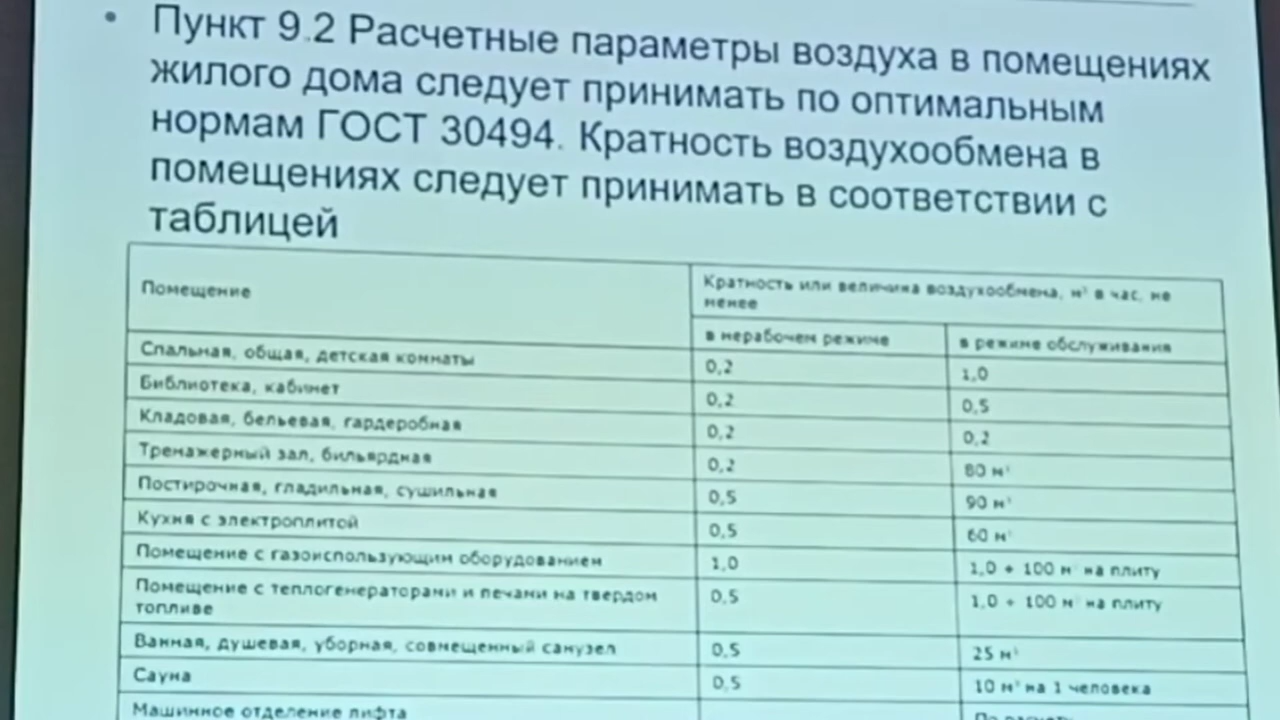 • Пункт 9.2 Расчетные параметры воздуха в помещениях
жилого дома следует принимать по оптимальным
нормам ГОСТ 30494. Кратность воздухообмена в
помещениях следует принимать в соответствии с
таблицей
Помещение
Кратность или величина воздухообмена, м³ в час, не
менее
в нерабочем режиме
в режиме обслуживания
Спальная, общая, детская комнаты 0,2 1,0
Библиотека, кабинет 0,2 0,5
Кладовая, бельевая, гардеробная 0,2 0,2
Тренажерный зал, бильярдная 0,2 80 м³
Постирочная, гладильная, сушильная 0,5 90 м³
Кухня с электроплитой 0,5 60 м³
Помещение с газоиспользующим оборудованием 1,0 1,0 + 100 м³ на плиту
Помещение с теплогенераторами и печами на твердом
топливе 0,5 1,0 + 100 м³ на плиту
Ванная, душевая, уборная, совмещенный санузел 0,5 25 м³
Сауна 0,5 10 м³ на 1 человека
Машинное отделение лифта По расчету